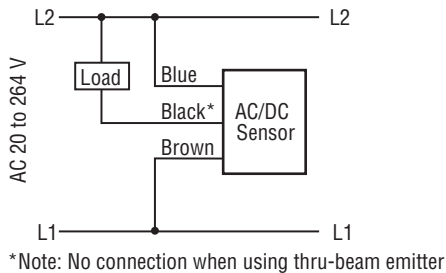 L2 L2
Load
Blue
Black*
AC/DC
Sensor
Brown
AC 20 to 264 V
L1 L1
*Note: No connection when using thru-beam emitter